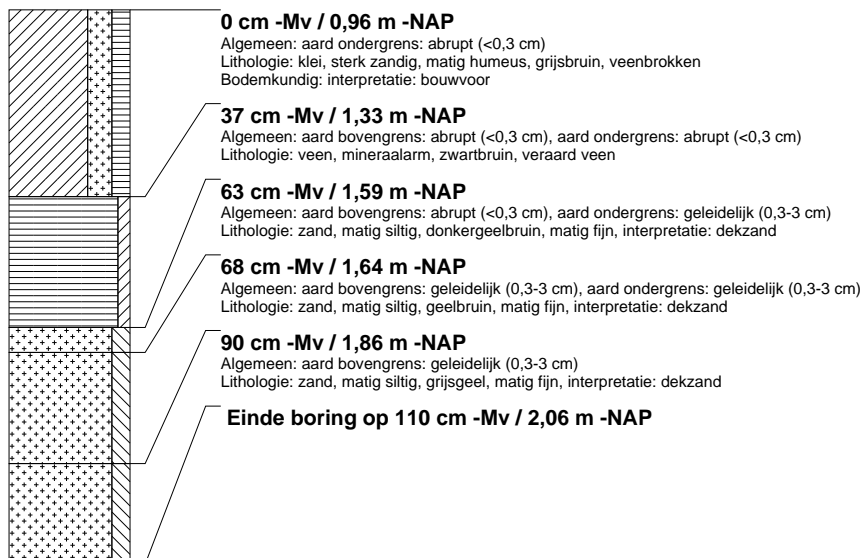 0 cm -Mv / 0,96 m -NAP
Algemeen: aard ondergrens: abrupt (<0,3 cm)
Lithologie: klei, sterk zandig, matig humeus, grijsbruin, veenbrokken
Bodemkundig: interpretatie: bouwvoor
37 cm -Mv / 1,33 m -NAP
Algemeen: aard bovengrens: abrupt (<0,3 cm), aard ondergrens: abrupt (<0,3 cm)
Lithologie: veen, mineraalarm, zwartbruin, veraard veen
63 cm -Mv / 1,59 m -NAP
Algemeen: aard bovengrens: abrupt (<0,3 cm), aard ondergrens: geleidelijk (0,3-3 cm)
Lithologie: zand, matig siltig, donkergeelbruin, matig fijn, interpretatie: dekzand
68 cm -Mv / 1,64 m -NAP
Algemeen: aard bovengrens: geleidelijk (0,3-3 cm), aard ondergrens: geleidelijk (0,3-3 cm)
Lithologie: zand, matig siltig, geelbruin, matig fijn, interpretatie: dekzand
90 cm -Mv / 1,86 m -NAP
Algemeen: aard bovengrens: geleidelijk (0,3-3 cm)
Lithologie: zand, matig siltig, grijsgeel, matig fijn, interpretatie: dekzand
Einde boring op 110 cm -Mv / 2,06 m -NAP